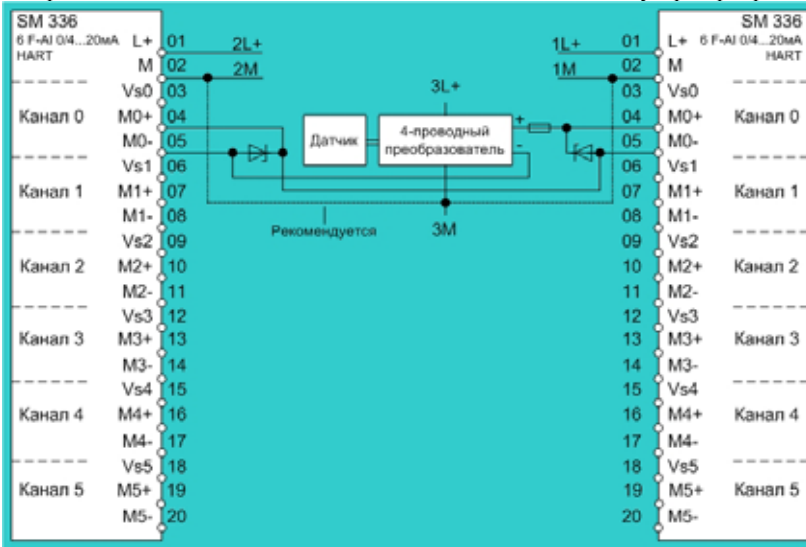 SM 336
6 F-AI 0/4...20мА L+ 01
HART
M 02
Vs0 03
Канал 0 M0+ 04
M0- 05
Vs1 06
Канал 1 M1+ 07
M1- 08
Vs2 09
Канал 2 M2+ 10
M2- 11
Vs3 12
Канал 3 M3+ 13
M3- 14
Vs4 15
Канал 4 M4+ 16
M4- 17
Vs5 18
Канал 5 M5+ 19
M5- 20
2L+
2M
3L+
Датчик
4-проводный
преобразователь
+
-
Рекомендуется
3M
1L+
1M
SM 336
01 L+ 6 F-AI 0/4...20мА
HART
02 M
03 Vs0
04 M0+ Канал 0
05 M0-
06 Vs1
07 M1+ Канал 1
08 M1-
09 Vs2
10 M2+ Канал 2
11 M2-
12 Vs3
13 M3+ Канал 3
14 M3-
15 Vs4
16 M4+ Канал 4
17 M4-
18 Vs5
19 M5+ Канал 5
20 M5-